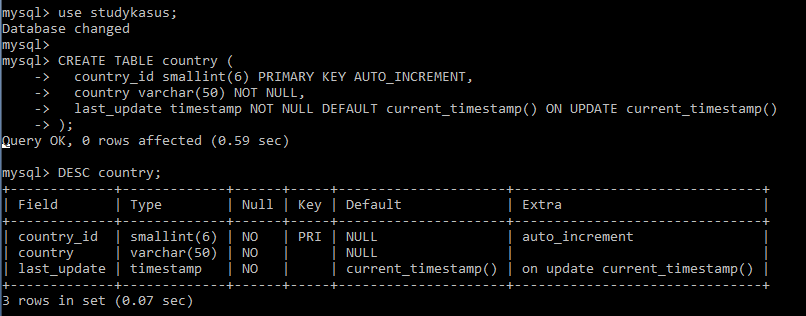 mysql> use studykasus;
Database changed
mysql>
mysql> CREATE TABLE country (
    ->   country_id smallint(6) PRIMARY KEY AUTO_INCREMENT,
    ->   country varchar(50) NOT NULL,
    ->   last_update timestamp NOT NULL DEFAULT current_timestamp() ON UPDATE current_timestamp()
    -> );
Query OK, 0 rows affected (0.59 sec)

mysql> DESC country;
+-------------+-------------+------+-----+---------------------+-------------------------------+
| Field       | Type        | Null | Key | Default             | Extra                         |
+-------------+-------------+------+-----+---------------------+-------------------------------+
| country_id  | smallint(6) | NO   | PRI | NULL                | auto_increment                |
| country     | varchar(50) | NO   |     | NULL                |                               |
| last_update | timestamp   | NO   |     | current_timestamp() | on update current_timestamp() |
+-------------+-------------+------+-----+---------------------+-------------------------------+
3 rows in set (0.07 sec)